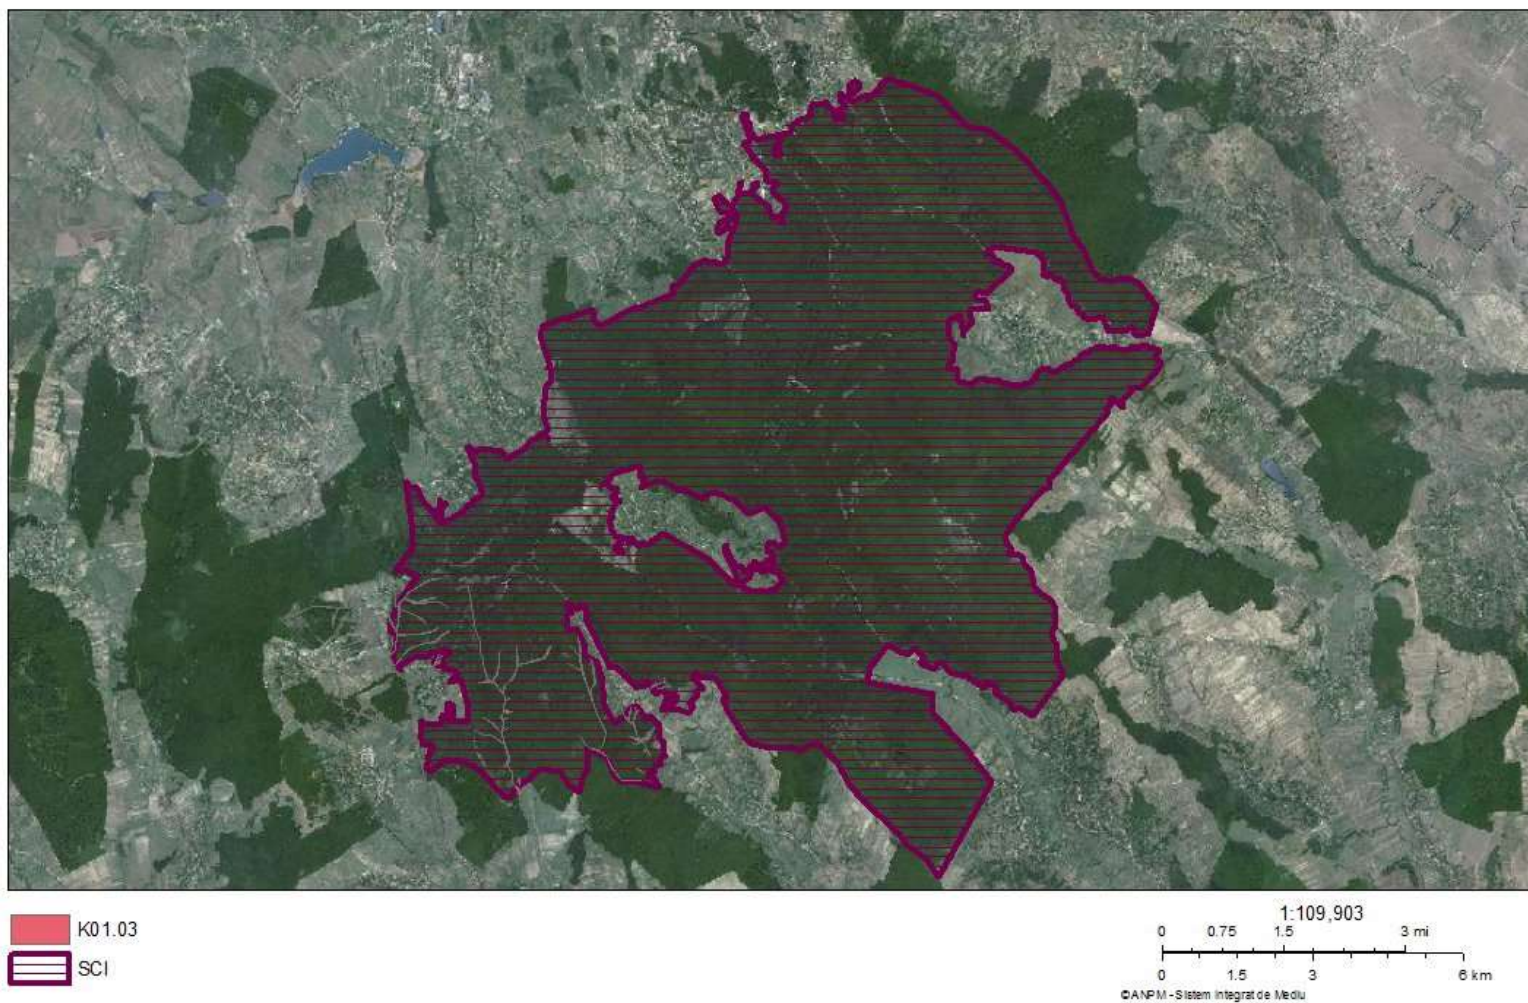 K01.03
SCI
1:109,903
0 0.75 1.5 3 mi
0 1.5 3 6 km
©ANPM - Sistem Integrat de Mediu